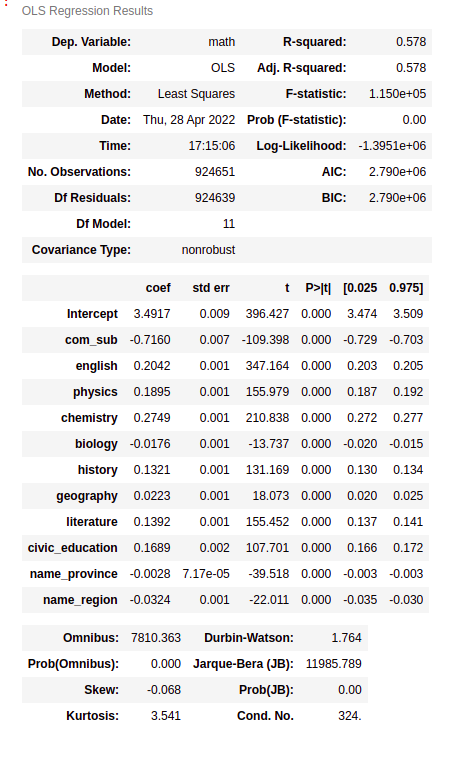 OLS Regression Results
Dep. Variable: math R-squared: 0.578
Model: OLS Adj. R-squared: 0.578
Method: Least Squares F-statistic: 1.150e+05
Date: Thu, 28 Apr 2022 Prob (F-statistic): 0.00
Time: 17:15:06 Log-Likelihood: -1.3951e+06
No. Observations: 924651 AIC: 2.790e+06
Df Residuals: 924639 BIC: 2.790e+06
Df Model: 11
Covariance Type: nonrobust
coef std err t P>|t| [0.025 0.975]
Intercept 3.4917 0.009 396.427 0.000 3.474 3.509
com_sub -0.7160 0.007 -109.398 0.000 -0.729 -0.703
english 0.2042 0.001 347.164 0.000 0.203 0.205
physics 0.1895 0.001 155.979 0.000 0.187 0.192
chemistry 0.2749 0.001 210.838 0.000 0.272 0.277
biology -0.0176 0.001 -13.737 0.000 -0.020 -0.015
history 0.1321 0.001 131.169 0.000 0.130 0.134
geography 0.0223 0.001 18.073 0.000 0.020 0.025
literature 0.1392 0.001 155.452 0.000 0.137 0.141
civic_education 0.1689 0.002 107.701 0.000 0.166 0.172
name_province -0.0028 7.17e-05 -39.518 0.000 -0.003 -0.003
name_region -0.0324 0.001 -22.011 0.000 -0.035 -0.030
Omnibus: 7810.363 Durbin-Watson: 1.764
Prob(Omnibus): 0.000 Jarque-Bera (JB): 11985.789
Skew: -0.068 Prob(JB): 0.00
Kurtosis: 3.541 Cond. No. 324.